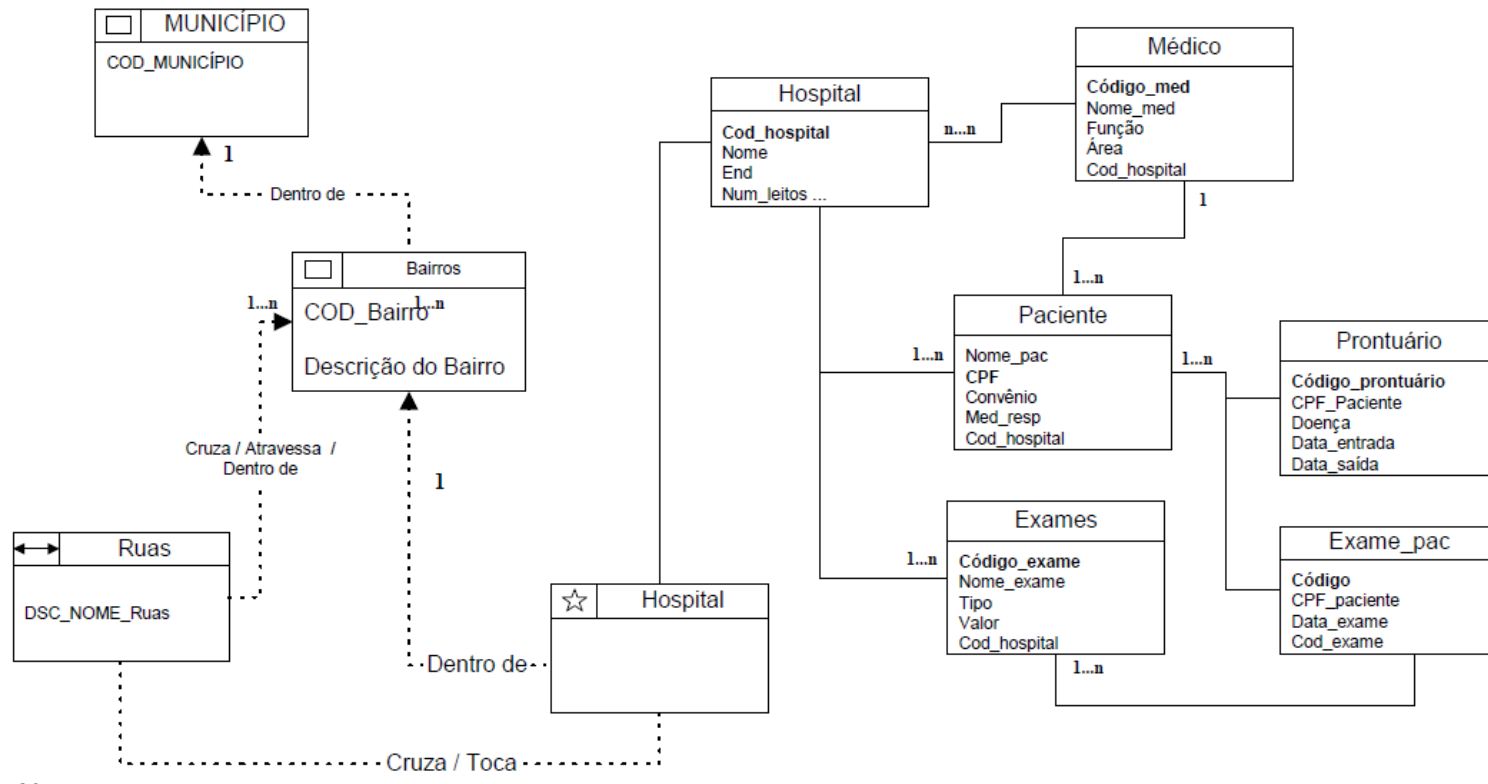 MUNICÍPIO
COD_MUNICÍPIO
1
Dentro de
Bairros
1...n
1...n
COD_Bairro
Descrição do Bairro
Cruza / Atravessa /
Dentro de
1
Ruas
DSC_NOME_Ruas
Dentro de
Hospital
Cruza / Toca
Hospital
Cod_hospital
Nome
End
Num_leitos ...
n...n
Médico
Código_med
Nome_med
Função
Área
Cod_hospital
1
1...n
Paciente
1...n
Nome_pac
CPF
Convênio
Med_resp
Cod_hospital
1...n
Prontuário
Código_prontuário
CPF_Paciente
Doença
Data_entrada
Data_saída
Exames
1...n
Código_exame
Nome_exame
Tipo
Valor
Cod_hospital
1...n
Exame_pac
Código
CPF_paciente
Data_exame
Cod_exame